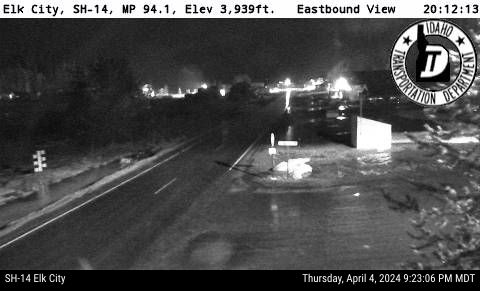 Elk City, SH-14, MP 94.1, Elev 3,939ft. Eastbound View 20:12:13
IDAHO
TRANSPORTATION DEPARTMENT
SH-14 Elk City Thursday, April 4, 2024 9:23:06 PM MDT